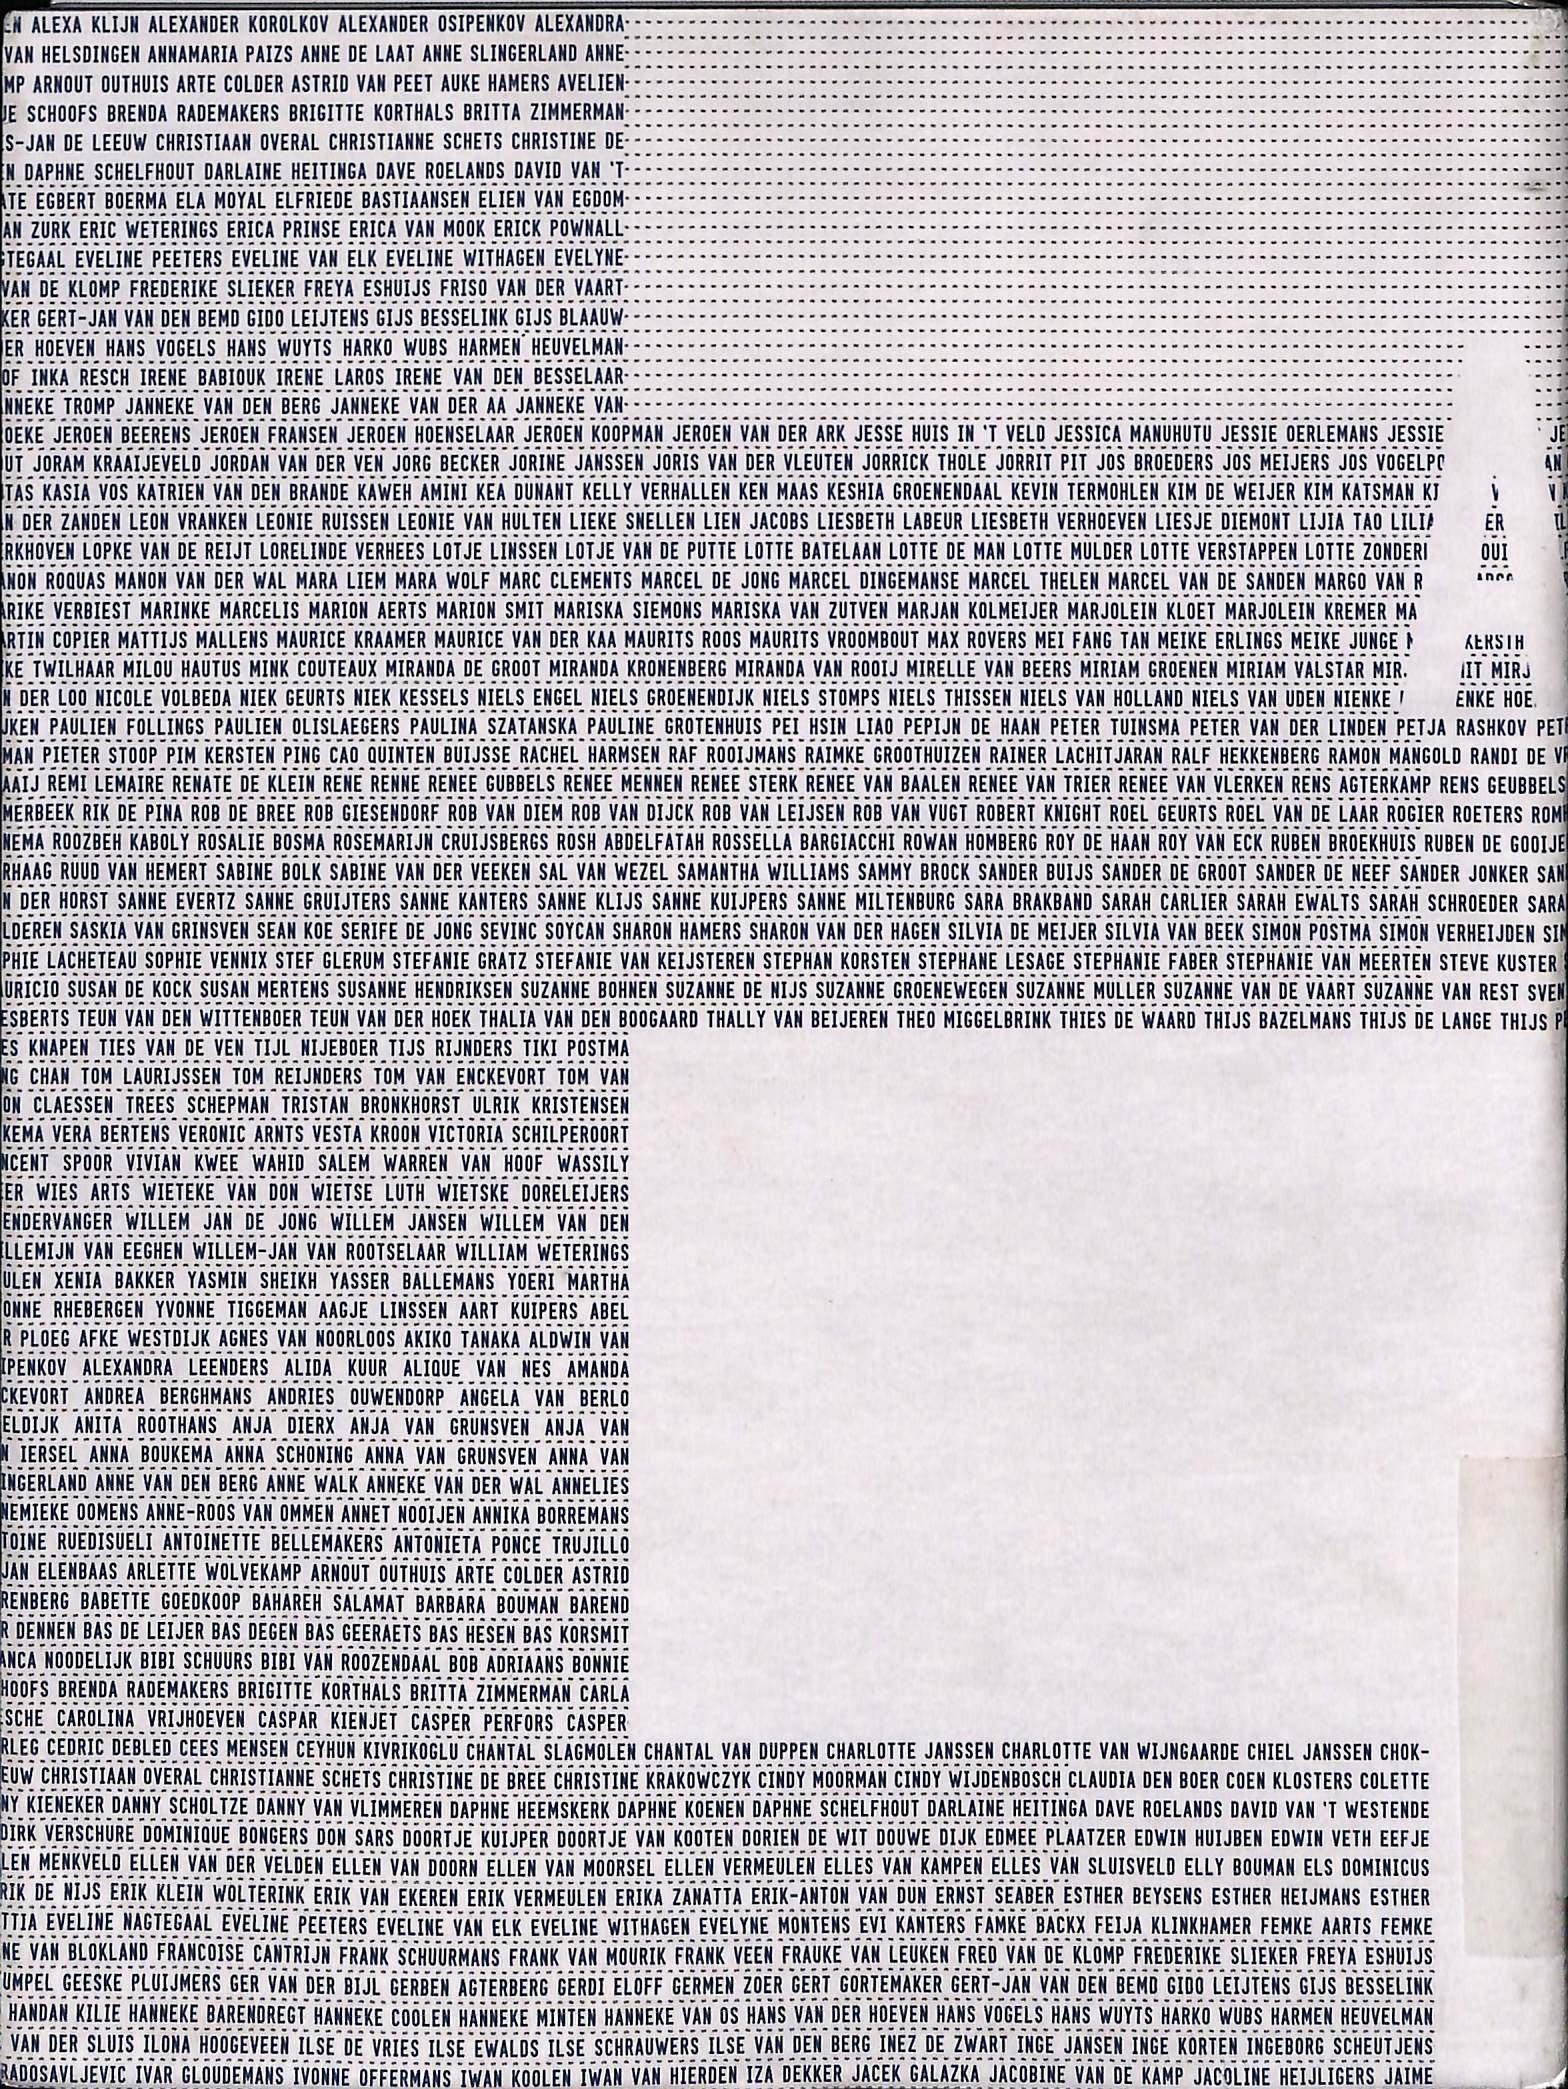 ALEXA KLIJN ALEXANDER KOROLKOV ALEXANDER OSIPENKOV ALEXANDRA
VAN HELSDINGEN ANNAMARIA PAIZS ANNE DE LAAT ANNE SLINGERLAND ANNE
MP ARNOUT OUTHUIS ARTE COLDER ASTRID VAN PEET AUKE HAMERS AVELIEN
JE SCHOOFS BRENDA RADEMAKERS BRIGITTE KORTHALS BRITTA ZIMMERMAN
S-JAN DE LEEUW CHRISTIAAN OVERAL CHRISTIANNE SCHETS CHRISTINE DE
N DAPHNE SCHELFHOUT DARLAINE HEITINGA DAVE ROELANDS DAVID VAN 'T
TE EGBERT BOERMA ELA MOYAL ELFRIEDE BASTIAANSEN ELIEN VAN EGDOM
AN ZURK ERIC WETERINGS ERICA PRINSE ERICA VAN MOOK ERICK POWNALL
TEGAAL EVELINE PEETERS EVELINE VAN ELK EVELINE WITHAGEN EVELYNE
VAN DE KLOMP FREDERIKE SLIEKER FREYA ESHUIJS FRISO VAN DER VAART
KER GERT-JAN VAN DEN BEMD GIDO LEIJTENS GIJS BESSELINK GIJS BLAAUW
ER HOEVEN HANS VOGELS HANS WUYTS HARKO WUBS HARMEN HEUVELMAN
OF INKA RESCH IRENE BABIOUK IRENE LAROS IRENE VAN DEN BESSELAAR
NNEKE TROMP JANNEKE VAN DEN BERG JANNEKE VAN DER AA JANNEKE VAN
OEKE JEROEN BEERENS JEROEN FRANSEN JEROEN HOENSELAAR JEROEN KOOPMAN JEROEN VAN DER ARK JESSE HUIS IN 'T VELD JESSICA MANUHUTU JESSIE OERLEMANS JESSIE JE
UT JORAM KRAAIJEVELD JORDAN VAN DER VEN JORG BECKER JORINE JANSSEN JORIS VAN DER VLEUTEN JORRICK THOLE JORRIT PIT JOS BROEDERS JOS MEIJERS JOS VOGELPO AN
TAS KASIA VOS KATRIEN VAN DEN BRANDE KAWEH AMINI KEA DUNANT KELLY VERHALLEN KEN MAAS KESHIA GROENENDAAL KEVIN TERMOHLEN KIM DE WEIJER KIM KATSMAN
N DER ZANDEN LEON VRANKEN LEONIE RUISSEN LEONIE VAN HULTEN LIEKE SNELLEN LIEN JACOBS LIESBETH LABEUR LIESBETH VERHOEVEN LIESJE DIEMONT LIJIA TAO LILIA ER
RKHOVEN LOPKE VAN DE REIJT LORELINDE VERHEES LOTJE LINSSEN LOTJE VAN DE PUTTE LOTTE BATELAAN LOTTE DE MAN LOTTE MULDER LOTTE VERSTAPPEN LOTTE ZONDER OUI
NON ROQUAS MANON VAN DER WAL MARA LIEM MARA WOLF MARC CLEMENTS MARCEL DE JONG MARCEL DINGEMANSE MARCEL THELEN MARCEL VAN DE SANDEN MARGO VAN R
RIKE VERBIEST MARINKE MARCELIS MARION AERTS MARION SMIT MARISKA SIEMONS MARISKA VAN ZUTVEN MARJAN KOLMEIJER MARJOLEIN KLOET MARJOLEIN KREMER MA
RTIN COPIER MATTIJS MALLENS MAURICE KRAAMER MAURICE VAN DER KAA MAURITS ROOS MAURITS VROOMBOUT MAX ROVERS MEI FANG TAN MEIKE ERLINGS MEIKE JUNGE KERSTH
KE TWILHAAR MILOU HAUTUS MINK COUTEAUX MIRANDA DE GROOT MIRANDA KRONENBERG MIRANDA VAN ROOIJ MIRELLE VAN BEERS MIRIAM GROENEN MIRIAM VALSTAR MIR IT MIRJ
N DER LOO NICOLE VOLBEDA NIEK GEURTS NIEK KESSELS NIELS ENGEL NIELS GROENENDIJK NIELS STOMPS NIELS THISSEN NIELS VAN HOLLAND NIELS VAN UDEN NIENKE ENKE HOE
KEN PAULIEN FOLLINGS PAULIEN OLISLAEGERS PAULINA SZATANSKA PAULINE GROTENHUIS PEI HSIN LIAO PEPIJN DE HAAN PETER TUINSMA PETER VAN DER LINDEN PETJA RASHKOV PET
MAN PIETER STOOP PIM KERSTEN PING CAO QUINTEN BUIJSSE RACHEL HARMSEN RAF ROOIJMANS RAIMKE GROOTHUIZEN RAINER LACHITJARAN RALF HEKKENBERG RAMON MANGOLD RANDI DE VR
AAIJ REMI LEMAIRE RENATE DE KLEIN RENE RENNE RENEE GUBBELS RENEE MENNEN RENEE STERK RENEE VAN BAALEN RENEE VAN TRIER RENEE VAN VLERKEN RENS AGTERKAMP RENS GEUBBELS
MERBEEK RIK DE PINA ROB DE BREE ROB GIESENDORF ROB VAN DIEM ROB VAN DIJCK ROB VAN LEIJSEN ROB VAN VUGT ROBERT KNIGHT ROEL GEURTS ROEL VAN DE LAAR ROGIER ROETERS ROM
NEMA ROOZBEH KABOLY ROSALIE BOSMA ROSEMARIJN CRUIJSBERGS ROSH ABDELFATAH ROSSELLA BARGIACCHI ROWAN HOMBERG ROY DE HAAN ROY VAN ECK RUBEN BROEKHUIS RUBEN DE GOOIJE
RHAAG RUUD VAN HEMERT SABINE BOLK SABINE VAN DER VEEKEN SAL VAN WEZEL SAMANTHA WILLIAMS SAMMY BROCK SANDER BUIJS SANDER DE GROOT SANDER DE NEEF SANDER JONKER SAN
N DER HORST SANNE EVERTZ SANNE GRUIJTERS SANNE KANTERS SANNE KLIJS SANNE KUIJPERS SANNE MILTENBURG SARA BRAKBAND SARAH CARLIER SARAH EWALTS SARAH SCHROEDER SARA
LDEREN SASKIA VAN GRINSVEN SEAN KOE SERIFE DE JONG SEVINC SOYCAN SHARON HAMERS SHARON VAN DER HAGEN SILVIA DE MEIJER SILVIA VAN BEEK SIMON POSTMA SIMON VERHEIJDEN SIM
PHIE LACHETEAU SOPHIE VENNIX STEF GLERUM STEFANIE GRATZ STEFANIE VAN KEIJSTEREN STEPHAN KORSTEN STEPHANE LESAGE STEPHANIE FABER STEPHANIE VAN MEERTEN STEVE KUSTER
URICIO SUSAN DE KOCK SUSAN MERTENS SUSANNE HENDRIKSEN SUZANNE BOHNEN SUZANNE DE NIJS SUZANNE GROENEWEGEN SUZANNE MULLER SUZANNE VAN DE VAART SUZANNE VAN REST SVEN
ESBERTS TEUN VAN DEN WITTENBOER TEUN VAN DER HOEK THALIA VAN DEN BOOGAARD THALLY VAN BEIJEREN THEO MIGGELBRINK THIES DE WAARD THIJS BAZELMANS THIJS DE LANGE THIJS P
ES KNAPEN TIES VAN DE VEN TIJL NIJEBOER TIJS RIJNDERS TIKI POSTMA
NG CHAN TOM LAURIJSSEN TOM REIJNDERS TOM VAN ENCKEVORT TOM VAN
ON CLAESSEN TREES SCHEPMAN TRISTAN BRONKHORST ULRIK KRISTENSEN
KEMA VERA BERTENS VERONIC ARNTS VESTA KROON VICTORIA SCHILPEROORT
NCENT SPOOR VIVIAN KWEE WAHID SALEM WARREN VAN HOOF WASSILY
ER WIES ARTS WIETEKE VAN DON WIETSE LUTH WIETSKE DORELEIJERS
ENDERVANGER WILLEM JAN DE JONG WILLEM JANSEN WILLEM VAN DEN
LLEMIJN VAN EEGHEN WILLEM-JAN VAN ROOTSELAAR WILLIAM WETERINGS
ULEN XENIA BAKKER YASMIN SHEIKH YASSER BALLEMANS YOERI MARTHA
ONNE RHEBERGEN YVONNE TIGGEMAN AAGJE LINSSEN AART KUIPERS ABEL
R PLOEG AFKE WESTDIJK AGNES VAN NOORLOOS AKIKO TANAKA ALDWIN VAN
IPENKOV ALEXANDRA LEENDERS ALIDA KUUR ALIQUE VAN NES AMANDA
CKEVORT ANDREA BERGHMANS ANDRIES OUWENDORP ANGELA VAN BERLO
ELDIJK ANITA ROOTHANS ANJA DIERX ANJA VAN GRUNSVEN ANJA VAN
N IERSEL ANNA BOUKEMA ANNA SCHONING ANNA VAN GRUNSVEN ANNA VAN
INGERLAND ANNE VAN DEN BERG ANNE WALK ANNEKE VAN DER WAL ANNELIES
NEMIEKE OOMENS ANNE-ROOS VAN OMMEN ANNET NOOIJEN ANNIKA BORREMANS
TOINE RUEDISUELI ANTOINETTE BELLEMAKERS ANTONIETA PONCE TRUJILLO
JAN ELENBAAS ARLETTE WOLVEKAMP ARNOUT OUTHUIS ARTE COLDER ASTRID
RENBERG BABETTE GOEDKOOP BAHAREH SALAMAT BARBARA BOUMAN BAREND
R DENNEN BAS DE LEIJER BAS DEGEN BAS GEERAETS BAS HESEN BAS KORSMIT
ANCA NOODELIJK BIBI SCHUURS BIBI VAN ROOZENDAAL BOB ADRIAANS BONNIE
HOOFS BRENDA RADEMAKERS BRIGITTE KORTHALS BRITTA ZIMMERMAN CARLA
SCHE CAROLINA VRIJHOEVEN CASPAR KIENJET CASPER PERFORS CASPER
RLEG CEDRIC DEBLED CEES MENSEN CEYHUN KIVRIKOGLU CHANTAL SLAGMOLEN CHANTAL VAN DUPPEN CHARLOTTE JANSSEN CHARLOTTE VAN WIJNGAARDE CHIEL JANSSEN CHOK-
EUW CHRISTIAAN OVERAL CHRISTIANNE SCHETS CHRISTINE DE BREE CHRISTINE KRAKOWCZYK CINDY MOORMAN CINDY WIJDENBOSCH CLAUDIA DEN BOER COEN KLOSTERS COLETTE
NY KIENEKER DANNY SCHOLTZE DANNY VAN VLIMMEREN DAPHNE HEEMSKERK DAPHNE KOENEN DAPHNE SCHELFHOUT DARLAINE HEITINGA DAVE ROELANDS DAVID VAN 'T WESTENDE
DIRK VERSCHURE DOMINIQUE BONGERS DON SARS DOORTJE KUIJPER DOORTJE VAN KOOTEN DORIEN DE WIT DOUWE DIJK EDMEE PLAATZER EDWIN HUIJBEN EDWIN VETH EEFJE
LEN MENKVELD ELLEN VAN DER VELDEN ELLEN VAN DOORN ELLEN VAN MOORSEL ELLEN VERMEULEN ELLES VAN KAMPEN ELLES VAN SLUISVELD ELLY BOUMAN ELS DOMINICUS
RIK DE NIJS ERIK KLEIN WOLTERINK ERIK VAN EKEREN ERIK VERMEULEN ERIKA ZANATTA ERIK-ANTON VAN DUN ERNST SEABER ESTHER BEYSENS ESTHER HEIJMANS ESTHER
TTIA EVELINE NAGTEGAAL EVELINE PEETERS EVELINE VAN ELK EVELINE WITHAGEN EVELYNE MONTENS EVI KANTERS FAMKE BACKX FEIJA KLINKHAMER FEMKE AARTS FEMKE
NE VAN BLOKLAND FRANCOISE CANTRIJN FRANK SCHUURMANS FRANK VAN MOURIK FRANK VEEN FRAUKE VAN LEUKEN FRED VAN DE KLOMP FREDERIKE SLIEKER FREYA ESHUIJS
UMPEL GEESKE PLUIJMERS GER VAN DER BIJL GERBEN AGTERBERG GERDI ELOFF GERMEN ZOER GERT GORTEMAKER GERT-JAN VAN DEN BEMD GIDO LEIJTENS GIJS BESSELINK
HANDAN KILIE HANNEKE BARENDREGT HANNEKE COOLEN HANNEKE MINTEN HANNEKE VAN OS HANS VAN DER HOEVEN HANS VOGELS HANS WUYTS HARKO WUBS HARMEN HEUVELMAN
VAN DER SLUIS ILONA HOOGEVEEN ILSE DE VRIES ILSE EWALDS ILSE SCHRAUWERS ILSE VAN DEN BERG INEZ DE ZWART INGE JANSEN INGE KORTEN INGEBORG SCHEUTJENS
RADOSAVLJEVIC IVAR GLOUDEMANS IVONNE OFFERMANS IWAN KOOLEN IWAN VAN HIERDEN IZA DEKKER JACEK GALAZKA JACOBINE VAN DE KAMP JACOLINE HEIJLIGERS JAIME